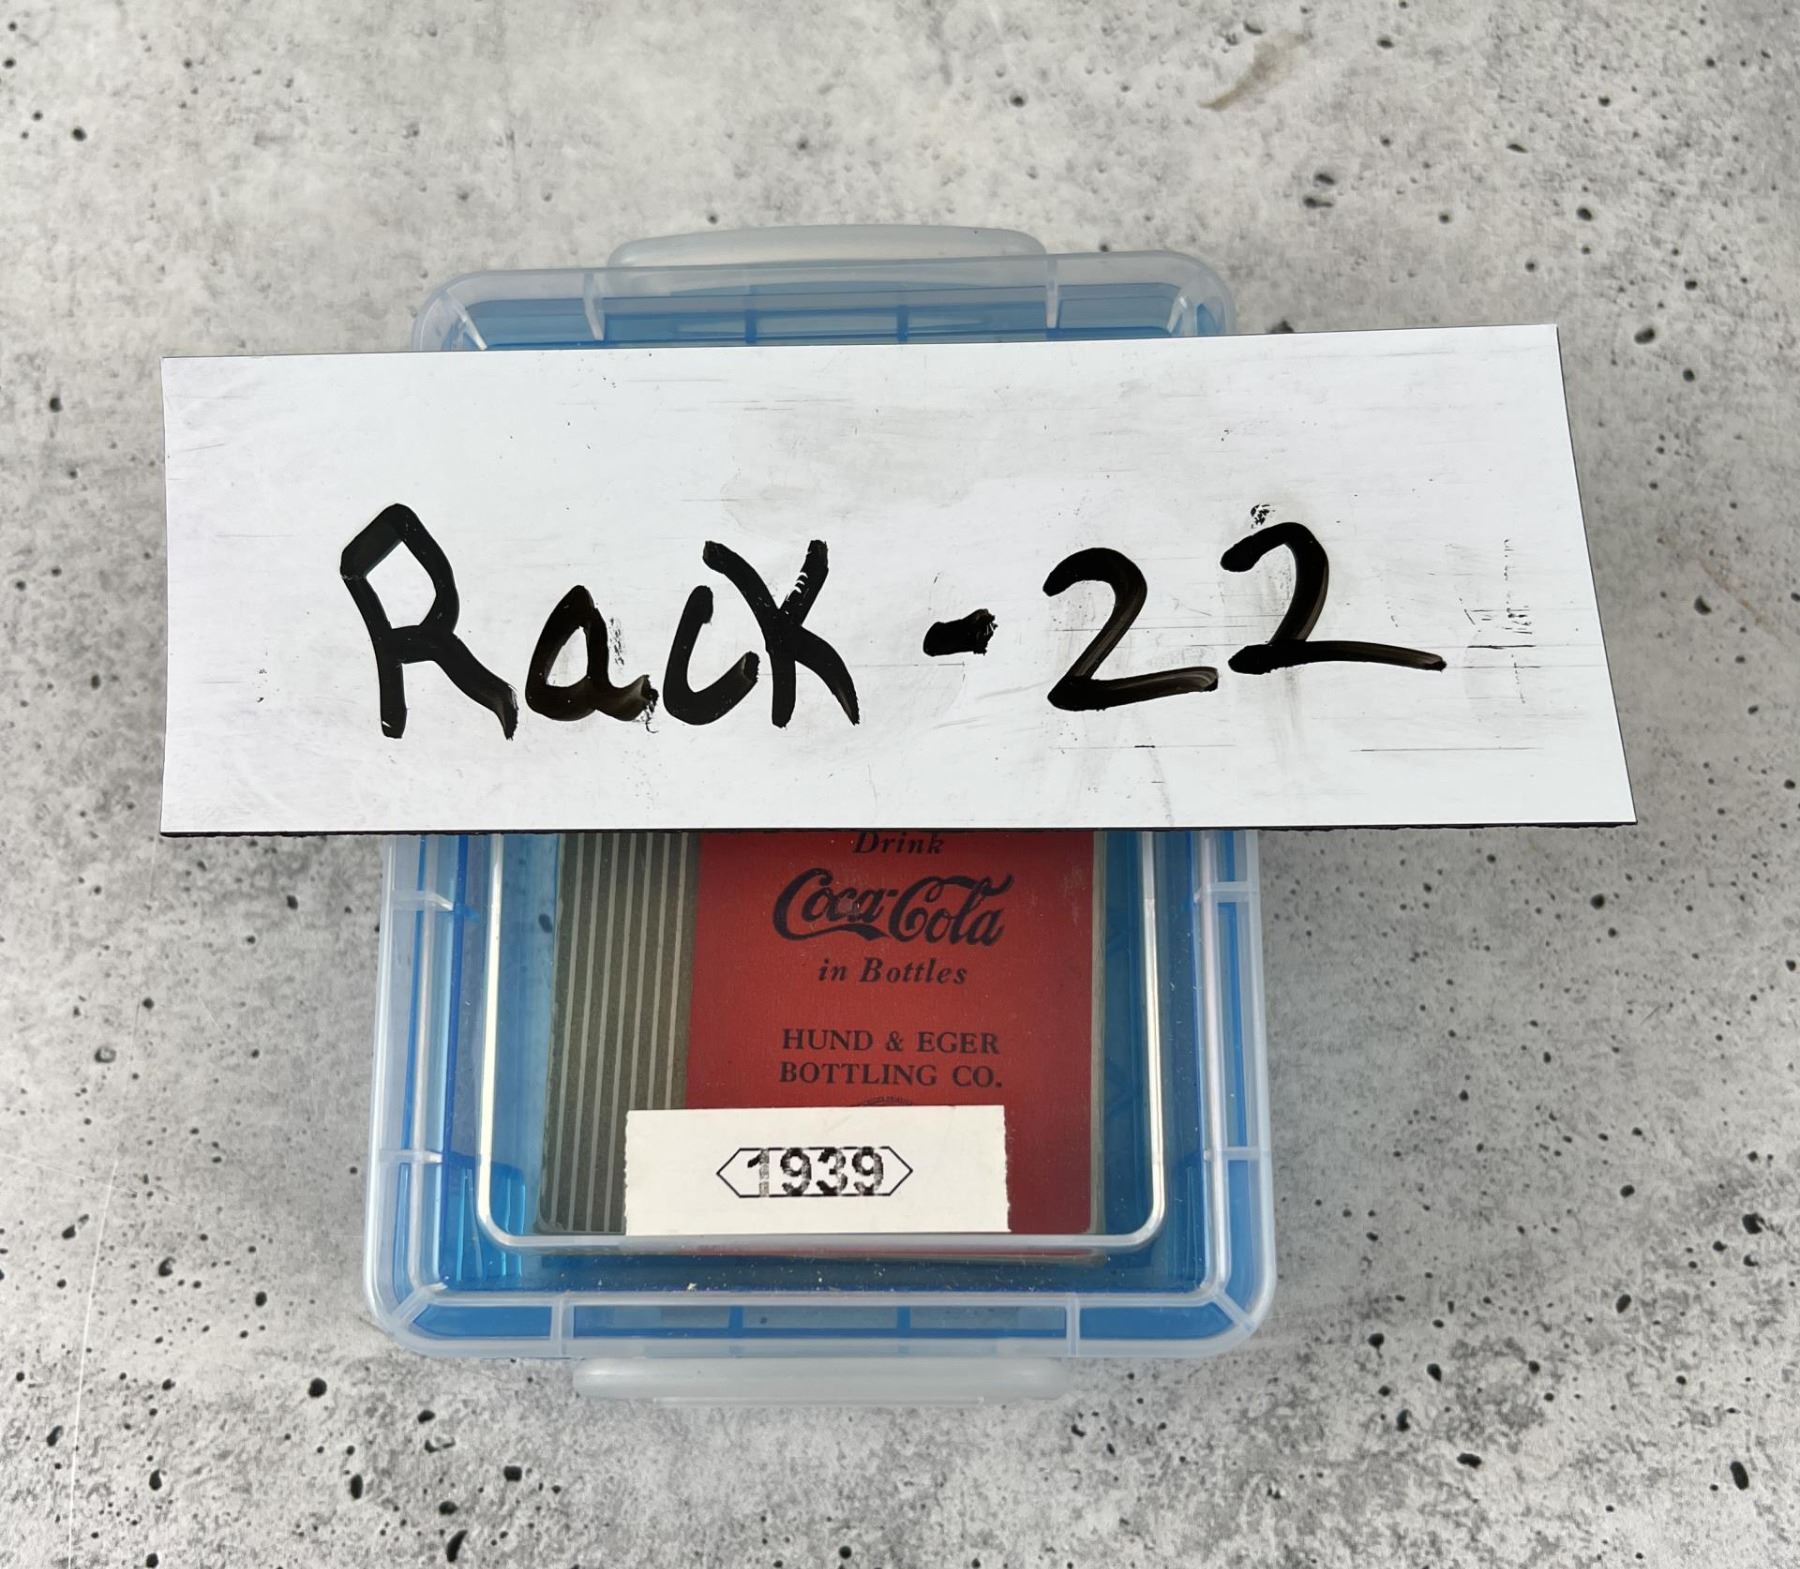 Rack - 22
Drink
Coca-Cola
in Bottles
HUND & EGER
BOTTLING CO.
1939